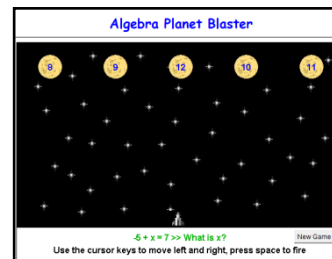 Algebra Planet Blaster
8 9 12 10 11
-5 + x = 7 >> What is x?
New Game
Use the cursor keys to move left and right, press space to fire